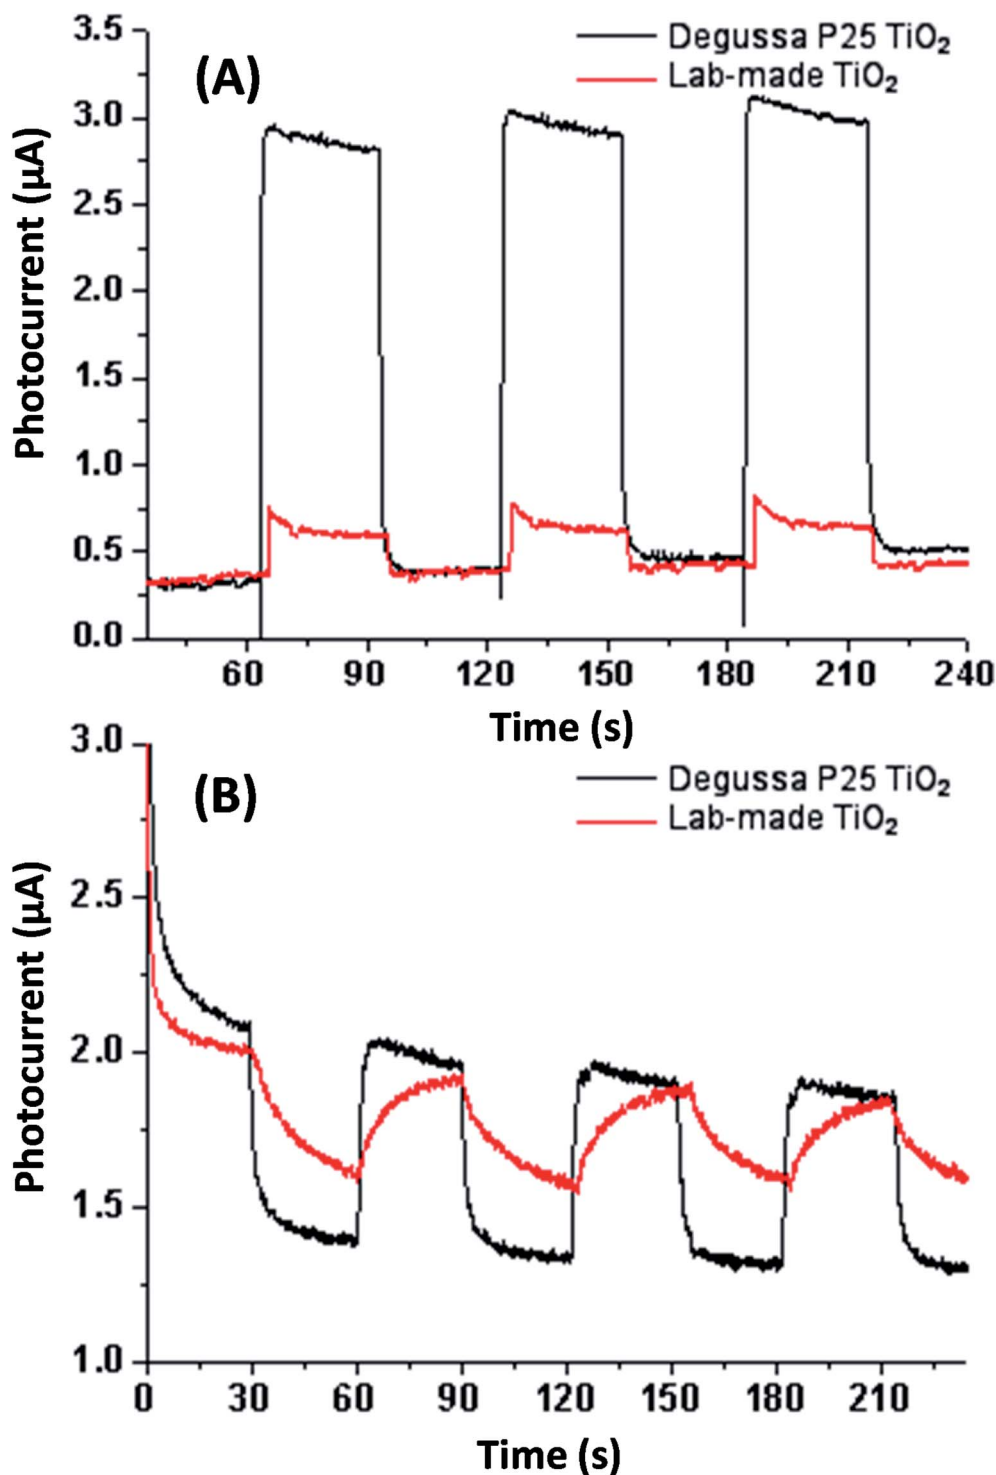 (A)
Degussa P25 TiO₂
Lab-made TiO₂
Photocurrent (µA)
3.5
3.0
2.5
2.0
1.5
1.0
0.5
0.0
60 90 120 150 180 210 240
Time (s)
(B)
Degussa P25 TiO₂
Lab-made TiO₂
Photocurrent (µA)
3.0
2.5
2.0
1.5
1.0
0 30 60 90 120 150 180 210
Time (s)